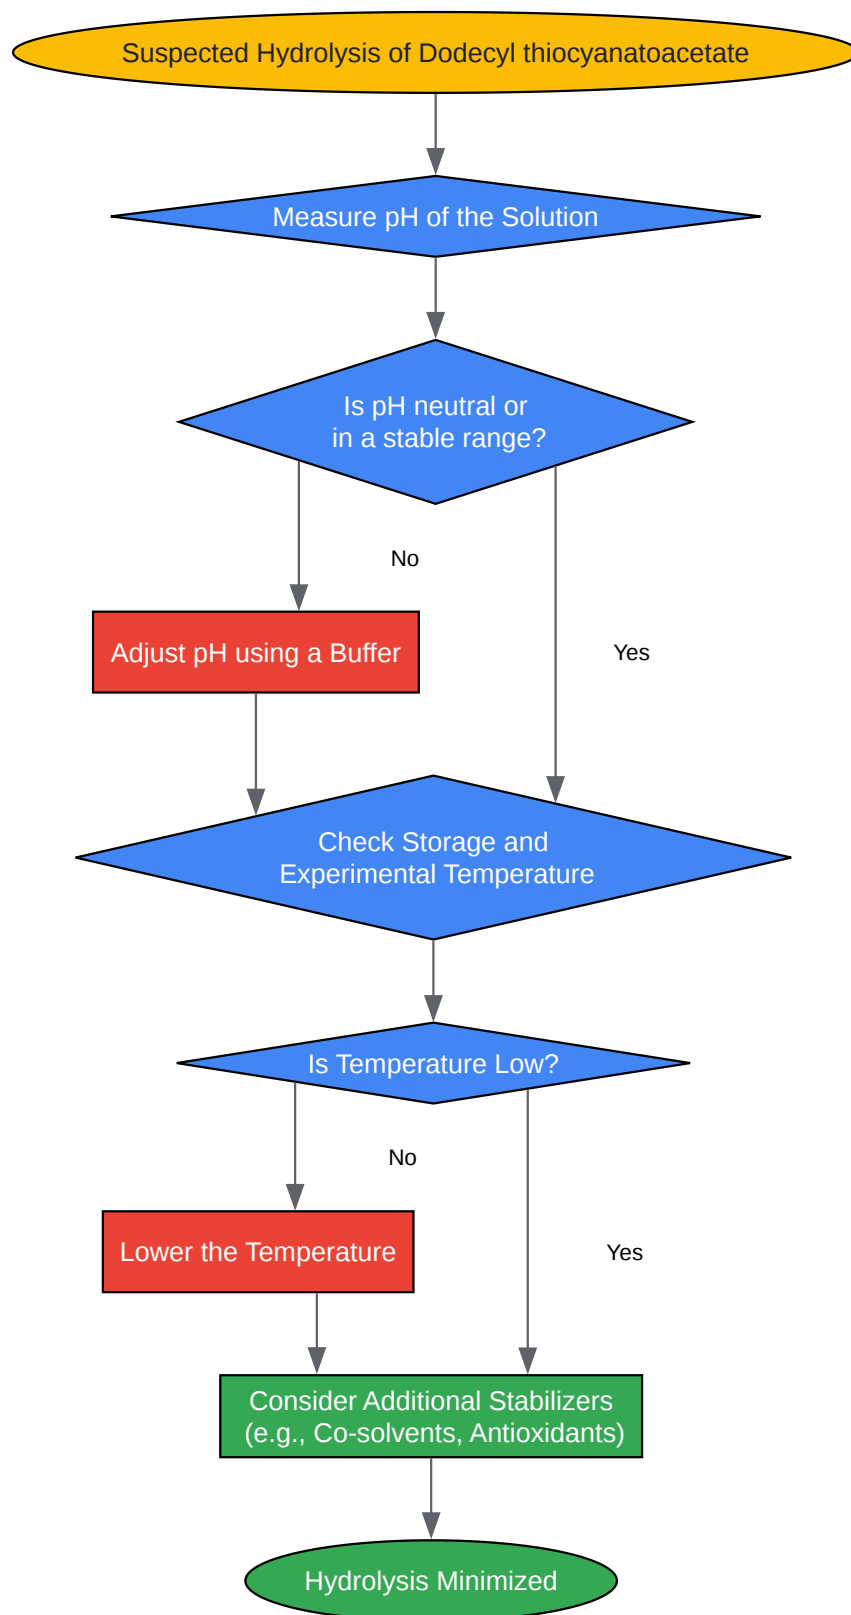 Suspected Hydrolysis of Dodecyl thiocyanatoacetate
Measure pH of the Solution
Is pH neutral or
in a stable range?
No
Adjust pH using a Buffer
Yes
Check Storage and
Experimental Temperature
Is Temperature Low?
No
Lower the Temperature
Yes
Consider Additional Stabilizers
(e.g., Co-solvents, Antioxidants)
Hydrolysis Minimized